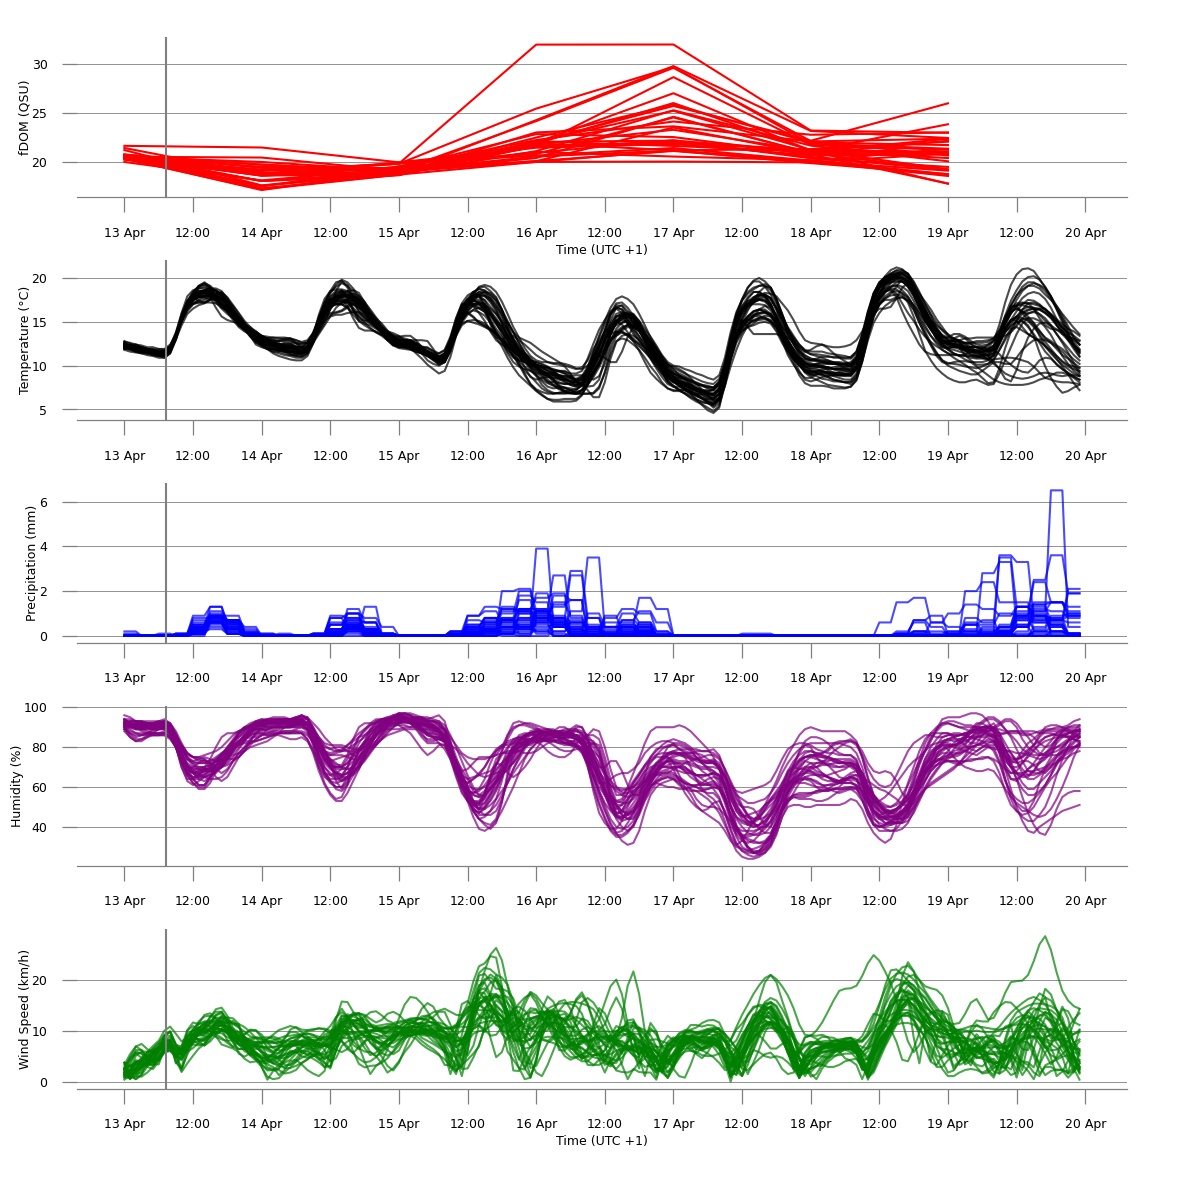 30
25
20
fDOM (QSU)
13 Apr 12:00 14 Apr 12:00 15 Apr 12:00 16 Apr 12:00 17 Apr 12:00 18 Apr 12:00 19 Apr 12:00 20 Apr
Time (UTC +1)
20
15
10
5
Temperature (°C)
13 Apr 12:00 14 Apr 12:00 15 Apr 12:00 16 Apr 12:00 17 Apr 12:00 18 Apr 12:00 19 Apr 12:00 20 Apr
6
4
2
0
Precipitation (mm)
13 Apr 12:00 14 Apr 12:00 15 Apr 12:00 16 Apr 12:00 17 Apr 12:00 18 Apr 12:00 19 Apr 12:00 20 Apr
100
80
60
40
Humidity (%)
13 Apr 12:00 14 Apr 12:00 15 Apr 12:00 16 Apr 12:00 17 Apr 12:00 18 Apr 12:00 19 Apr 12:00 20 Apr
20
10
0
Wind Speed (km/h)
13 Apr 12:00 14 Apr 12:00 15 Apr 12:00 16 Apr 12:00 17 Apr 12:00 18 Apr 12:00 19 Apr 12:00 20 Apr
Time (UTC +1)